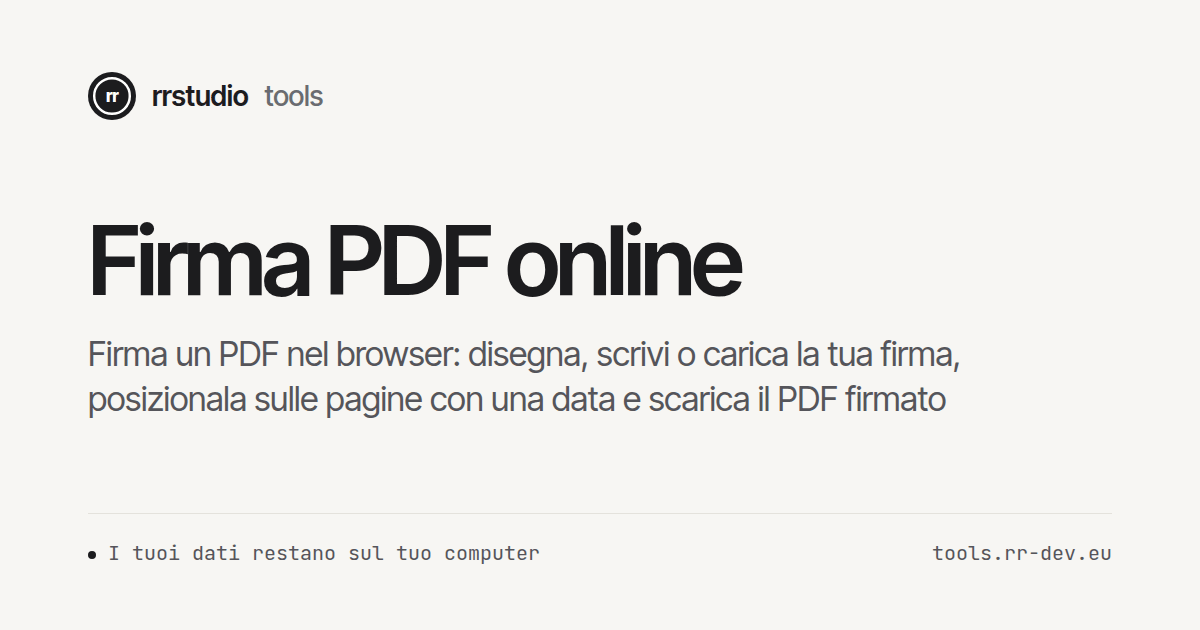 rr rrstudio tools
Firma PDF online
Firma un PDF nel browser: disegna, scrivi o carica la tua firma,
posizionala sulle pagine con una data e scarica il PDF firmato
I tuoi dati restano sul tuo computer
tools.rr-dev.eu